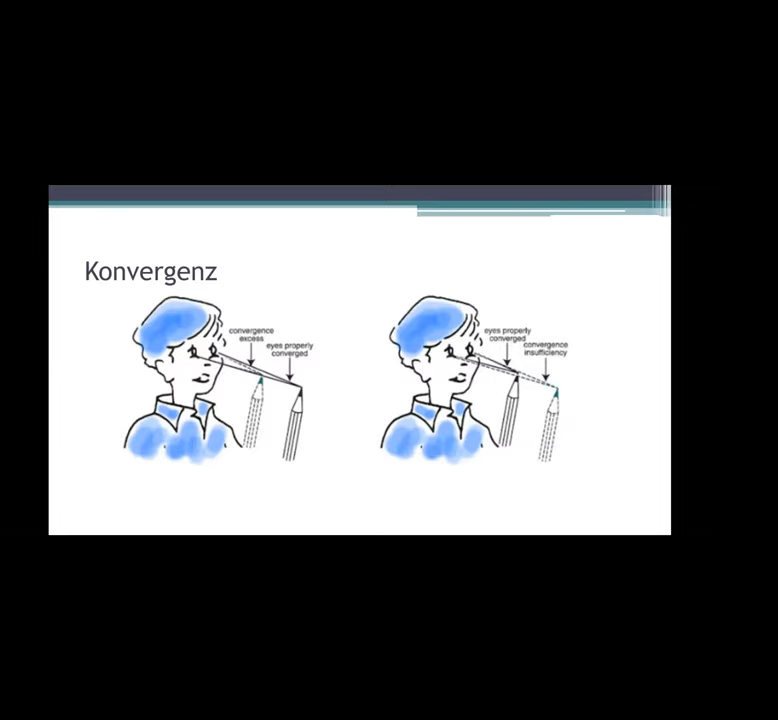 Konvergenz
convergence
excess
eyes properly
converged
eyes properly
converged
convergence
insufficiency